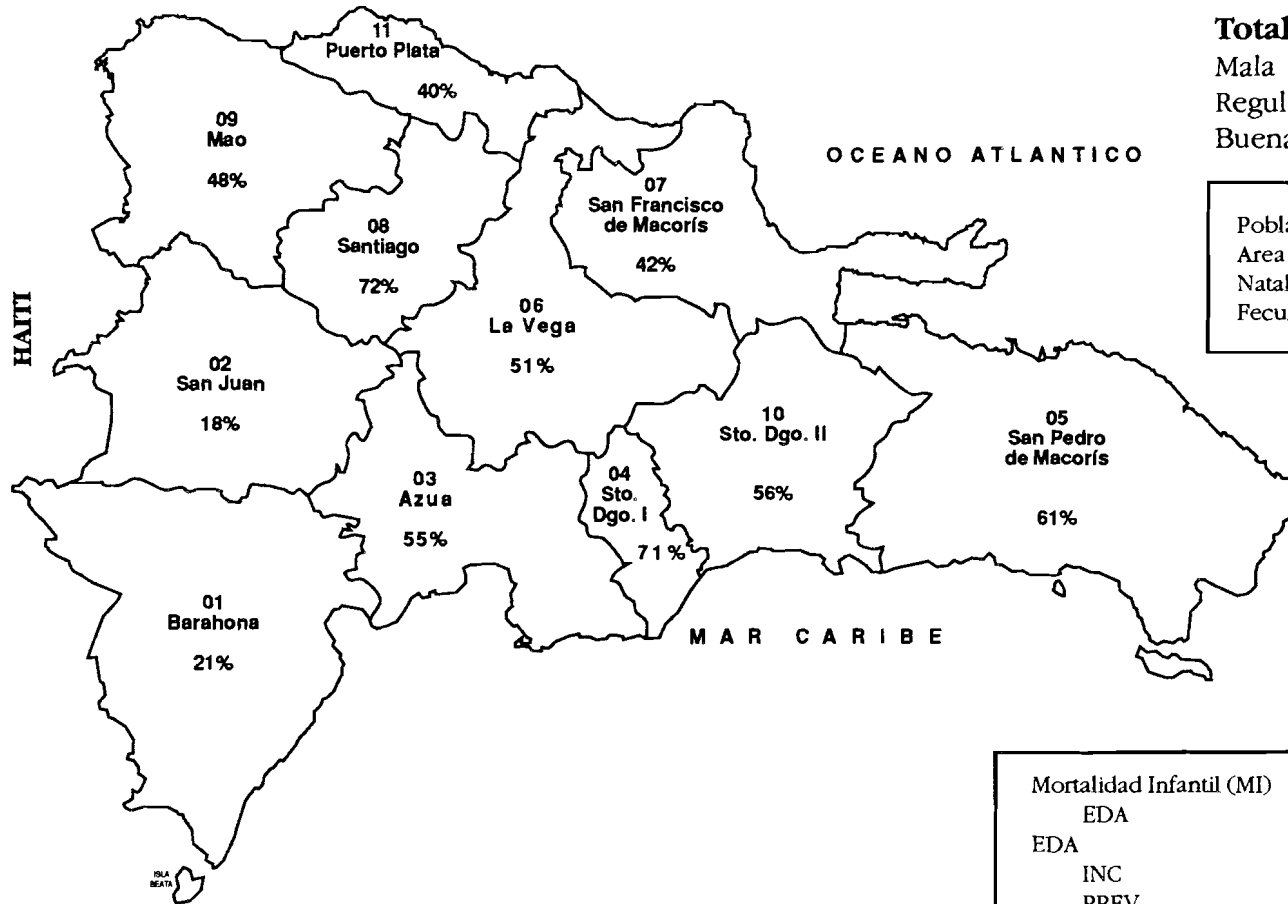 11
Puerto Plata
40%
09
Mao
48%
08
Santiago
72%
07
San Francisco
de Macorís
42%
OCEANO ATLANTICO
Total
Mala
Regul
Buena
Pobla
Area
Natal
Fecu
HAITI
02
San Juan
18%
06
La Vega
51%
10
Sto. Dgo. II
56%
05
San Pedro
de Macorís
61%
03
Azua
55%
04
Sto.
Dgo. I
71%
01
Barahona
21%
MAR CARIBE
ISLA
BEATA
Mortalidad Infantil (MI)
EDA
EDA
INC
PREV